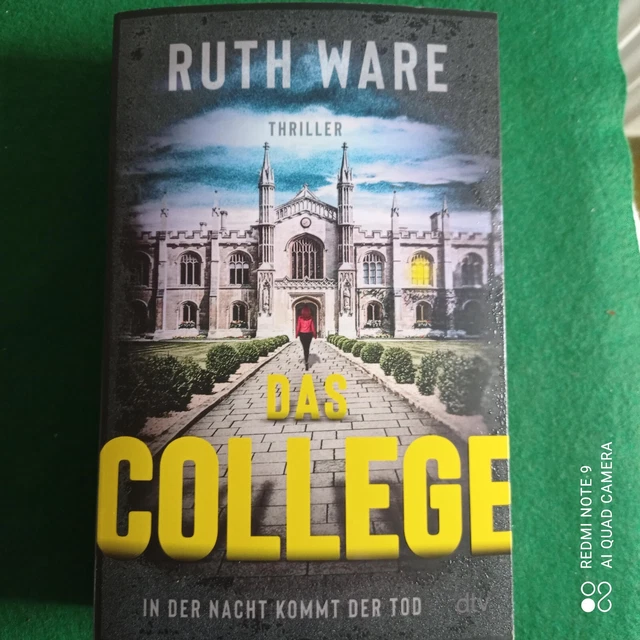 RUTH WARE
THRILLER
DAS
COLLEGE
IN DER NACHT KOMMT DER TOD
dtv
REDMI NOTE 9
AI QUAD CAMERA